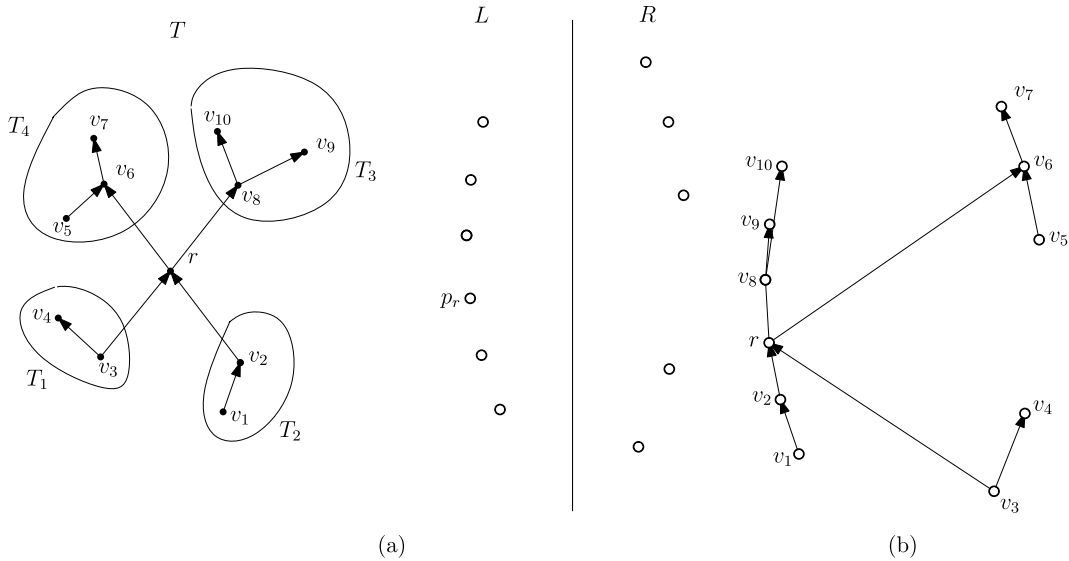 T
L
R
T₄
v₇
v₆
v₅
v₁₀
v₉
v₈
T₃
r
v₄
v₃
T₁
v₂
v₁
T₂
pᵣ
v₁₀
v₉
v₈
r
v₂
v₁
v₇
v₆
v₅
v₄
v₃
(a)
(b)